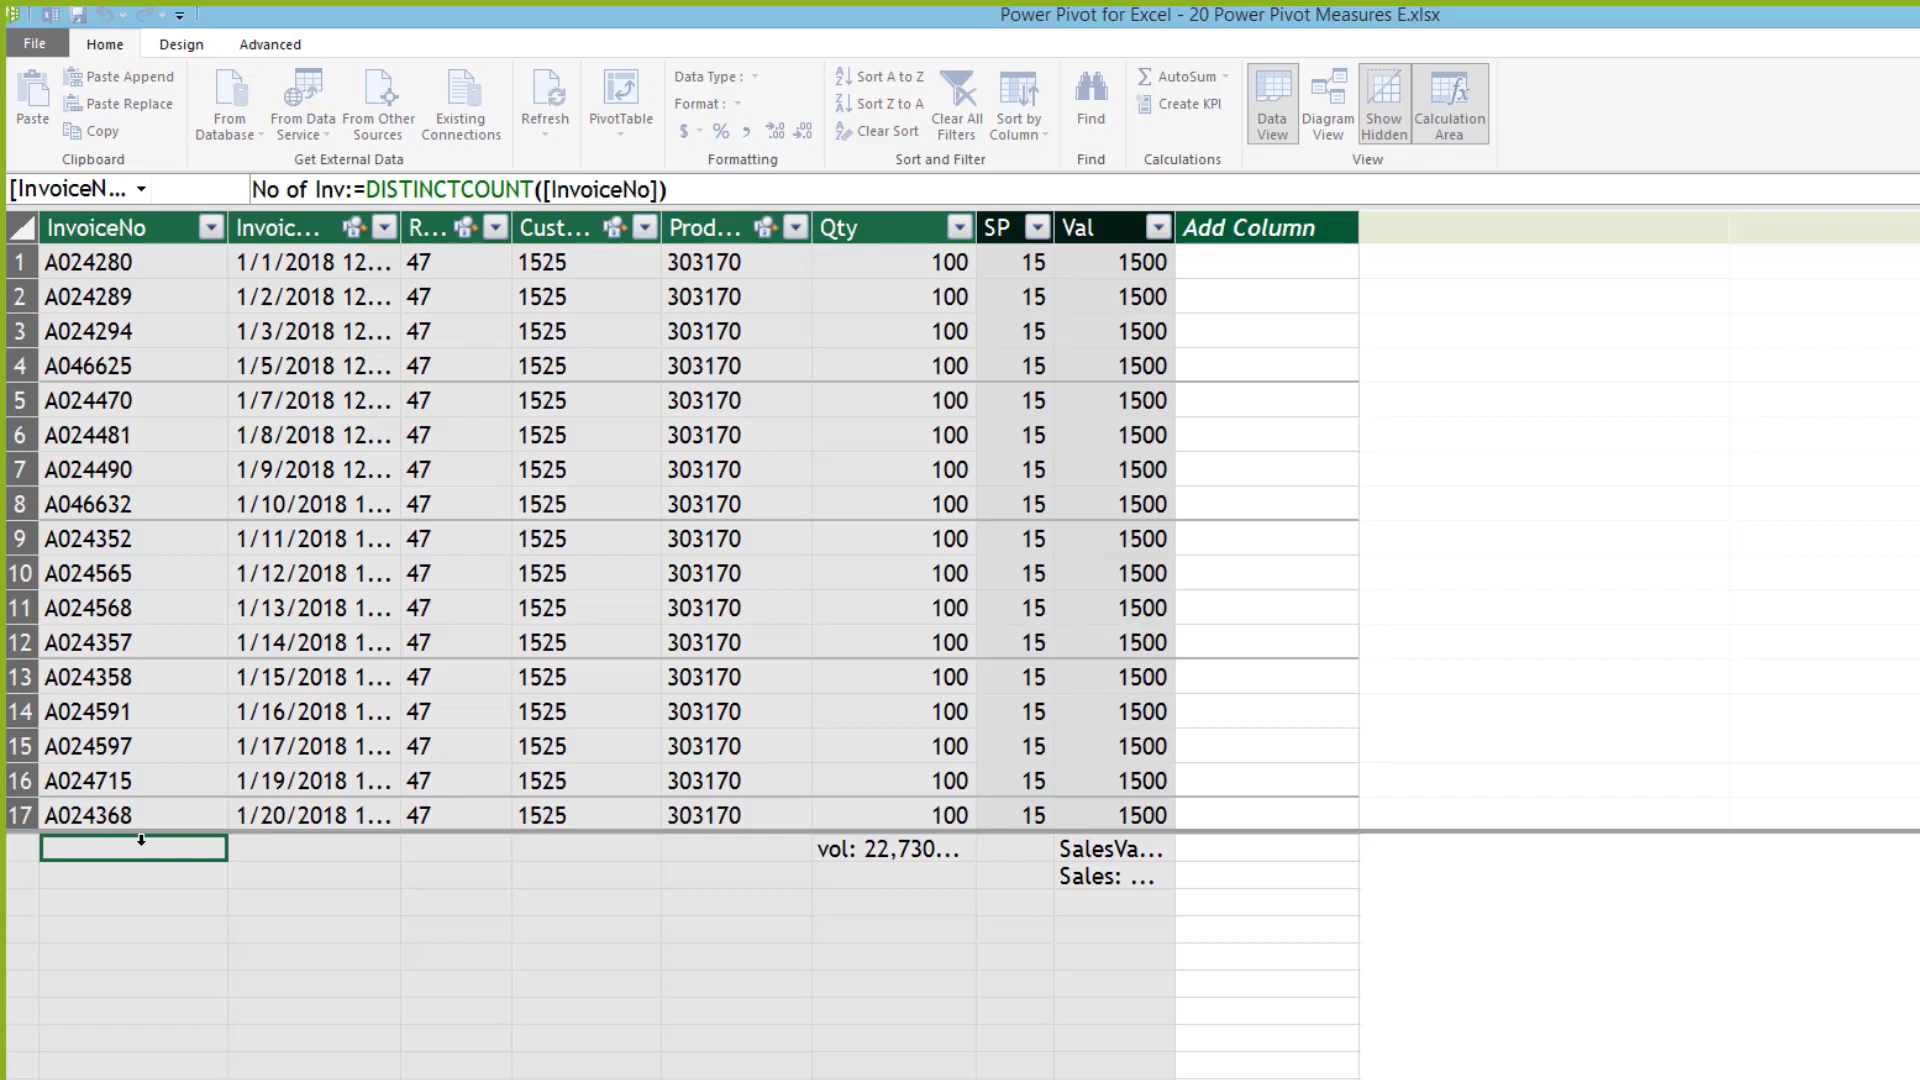 Power Pivot for Excel - 20 Power Pivot Measures E.xlsx
File Home Design Advanced
Paste
Paste Append
Paste Replace
Copy
Clipboard
From Database
From Data Service
From Other Sources
Existing Connections
Get External Data
Refresh
PivotTable
Data Type :
Format :
$ % , .00 .00
Formatting
Sort A to Z
Sort Z to A
Clear Sort
Clear All Filters
Sort by Column
Sort and Filter
Find
Find
AutoSum
Create KPI
Calculations
Data View
Diagram View
Show Hidden
Calculation Area
View
[InvoiceN... No of Inv:=DISTINCTCOUNT([InvoiceNo])
InvoiceNo Invoic... R... Cust... Prod... Qty SP Val Add Column
1 A024280 1/1/2018 12... 47 1525 303170 100 15 1500
2 A024289 1/2/2018 12... 47 1525 303170 100 15 1500
3 A024294 1/3/2018 12... 47 1525 303170 100 15 1500
4 A046625 1/5/2018 12... 47 1525 303170 100 15 1500
5 A024470 1/7/2018 12... 47 1525 303170 100 15 1500
6 A024481 1/8/2018 12... 47 1525 303170 100 15 1500
7 A024490 1/9/2018 12... 47 1525 303170 100 15 1500
8 A046632 1/10/2018 1... 47 1525 303170 100 15 1500
9 A024352 1/11/2018 1... 47 1525 303170 100 15 1500
10 A024565 1/12/2018 1... 47 1525 303170 100 15 1500
11 A024568 1/13/2018 1... 47 1525 303170 100 15 1500
12 A024357 1/14/2018 1... 47 1525 303170 100 15 1500
13 A024358 1/15/2018 1... 47 1525 303170 100 15 1500
14 A024591 1/16/2018 1... 47 1525 303170 100 15 1500
15 A024597 1/17/2018 1... 47 1525 303170 100 15 1500
16 A024715 1/19/2018 1... 47 1525 303170 100 15 1500
17 A024368 1/20/2018 1... 47 1525 303170 100 15 1500
vol: 22,730... SalesVa...
Sales: ...